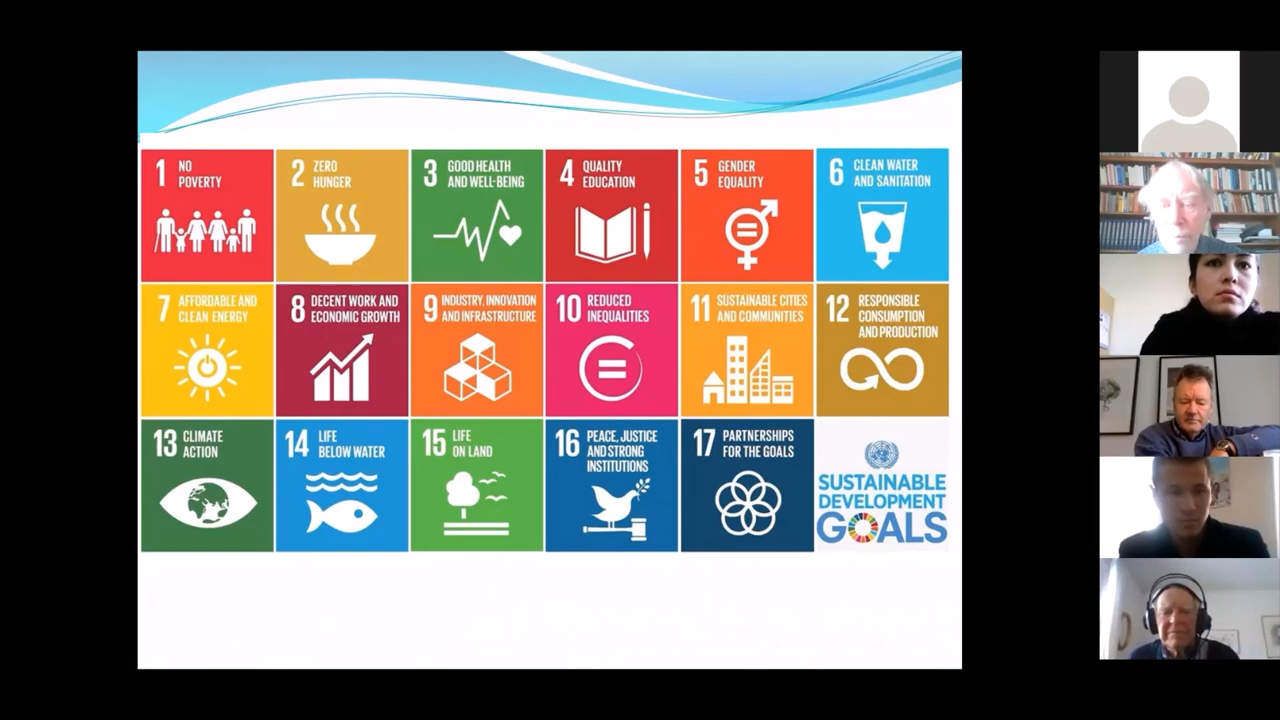 1 NO
POVERTY
2 ZERO
HUNGER
3 GOOD HEALTH
AND WELL-BEING
4 QUALITY
EDUCATION
5 GENDER
EQUALITY
6 CLEAN WATER
AND SANITATION
7 AFFORDABLE AND
CLEAN ENERGY
8 DECENT WORK AND
ECONOMIC GROWTH
9 INDUSTRY, INNOVATION
AND INFRASTRUCTURE
10 REDUCED
INEQUALITIES
11 SUSTAINABLE CITIES
AND COMMUNITIES
12 RESPONSIBLE
CONSUMPTION
AND PRODUCTION
13 CLIMATE
ACTION
14 LIFE
BELOW WATER
15 LIFE
ON LAND
16 PEACE, JUSTICE
AND STRONG
INSTITUTIONS
17 PARTNERSHIPS
FOR THE GOALS
SUSTAINABLE
DEVELOPMENT
GOALS